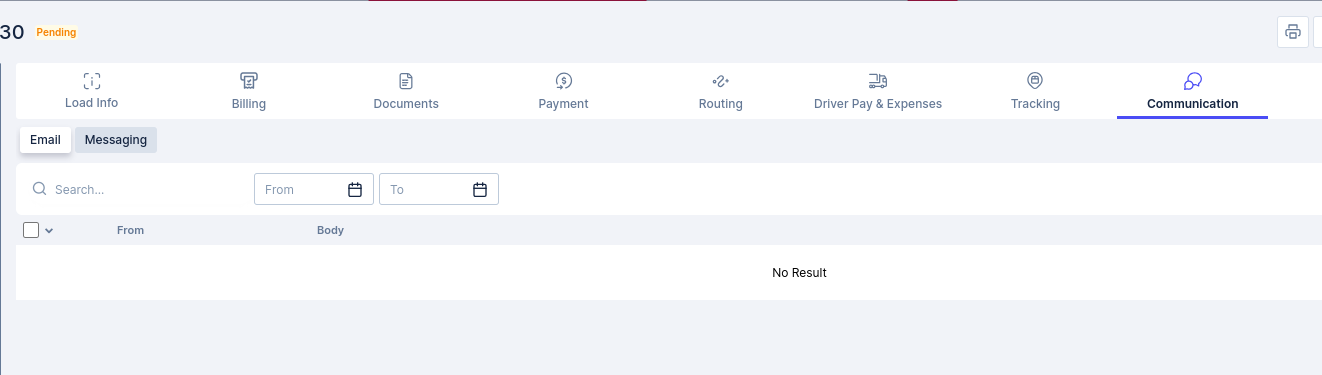 30 Pending
Load Info Billing Documents Payment Routing Driver Pay & Expenses Tracking Communication
Email Messaging
Search... From To
From Body
No Result